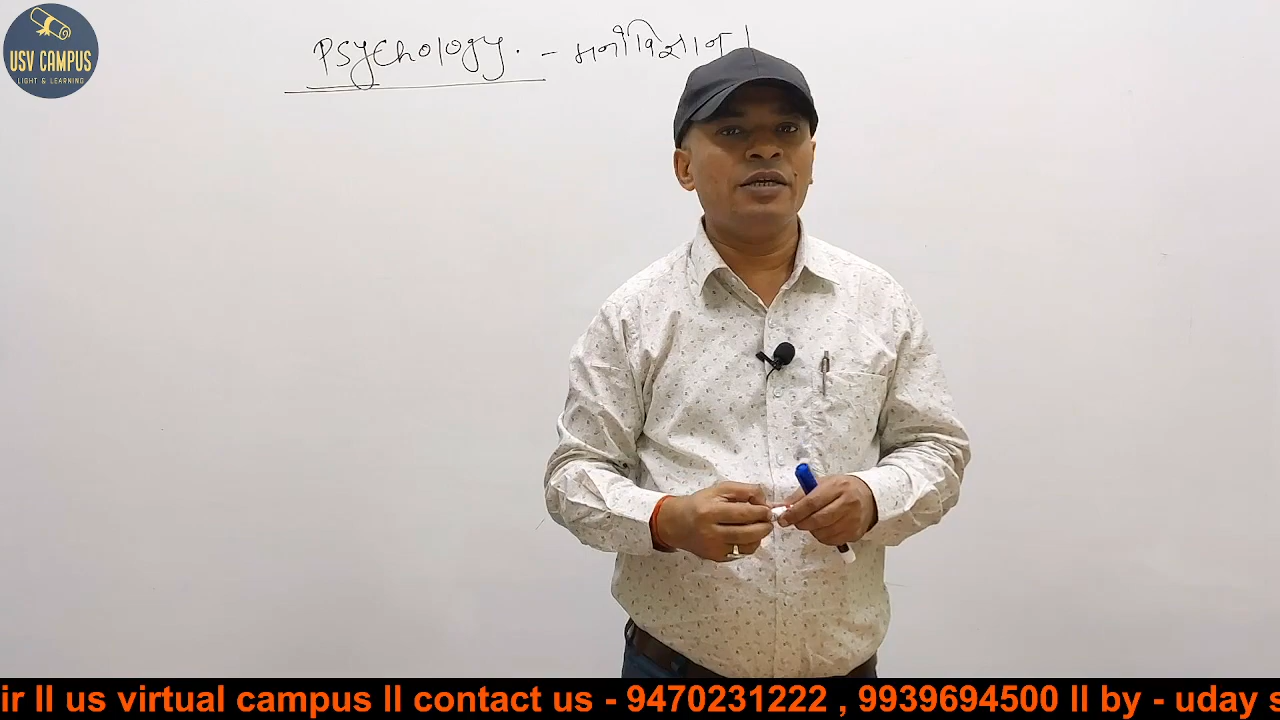 Psychology. - मनोविज्ञान।
USV CAMPUS
LIGHT & LEARNING
ir ll us virtual campus ll contact us - 9470231222 , 9939694500 ll by - uday s